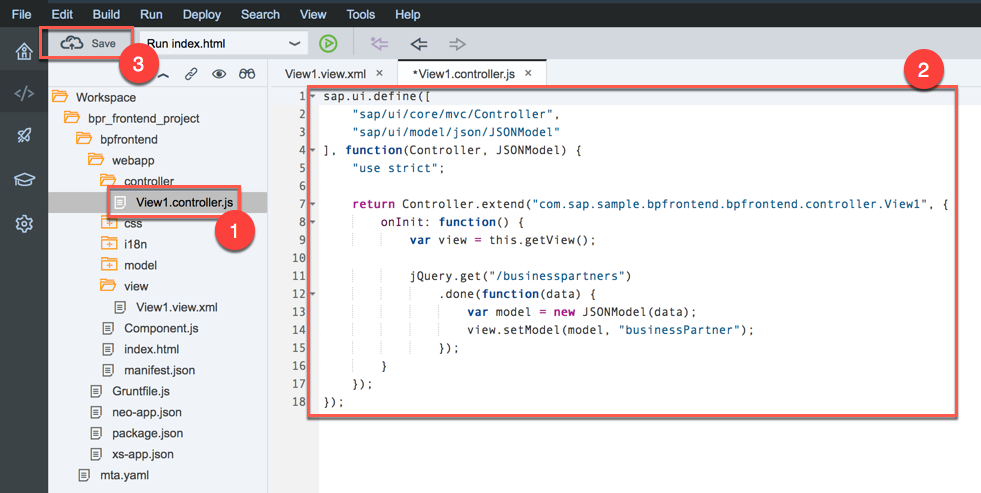 File Edit Build Run Deploy Search View Tools Help
Save Run index.html
3
View1.view.xml × *View1.controller.js ×
2
Workspace
bpr_frontend_project
bpfrontend
webapp
controller
View1.controller.js
1
css
i18n
model
view
View1.view.xml
Component.js
index.html
manifest.json
Gruntfile.js
neo-app.json
package.json
xs-app.json
mta.yaml
1 sap.ui.define([
2 "sap/ui/core/mvc/Controller",
3 "sap/ui/model/json/JSONModel"
4 ], function(Controller, JSONModel) {
5 "use strict";
6
7 return Controller.extend("com.sap.sample.bpfrontend.bpfrontend.controller.View1", {
8 onInit: function() {
9 var view = this.getView();
10
11 jQuery.get("/businesspartners")
12 .done(function(data) {
13 var model = new JSONModel(data);
14 view.setModel(model, "businessPartner");
15 });
16 }
17 });
18 });